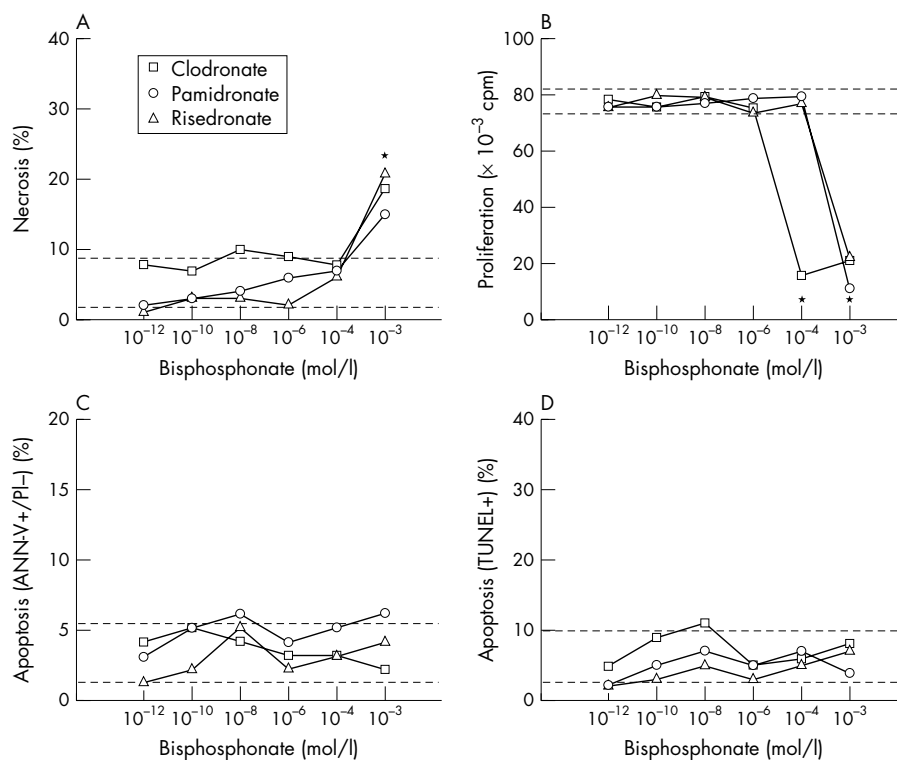 A
40
30
20
10
0
Necrosis (%)
Clodronate
Pamidronate
Risedronate
★
10–12 10–10 10–8 10–6 10–4 10–3
Bisphosphonate (mol/l)
B
100
80
60
40
20
0
Proliferation (× 10–3 cpm)
★ ★
10–12 10–10 10–8 10–6 10–4 10–3
Bisphosphonate (mol/l)
C
20
15
10
5
0
Apoptosis (ANN-V+/PI–) (%)
10–12 10–10 10–8 10–6 10–4 10–3
Bisphosphonate (mol/l)
D
40
30
20
10
0
Apoptosis (TUNEL+) (%)
10–12 10–10 10–8 10–6 10–4 10–3
Bisphosphonate (mol/l)